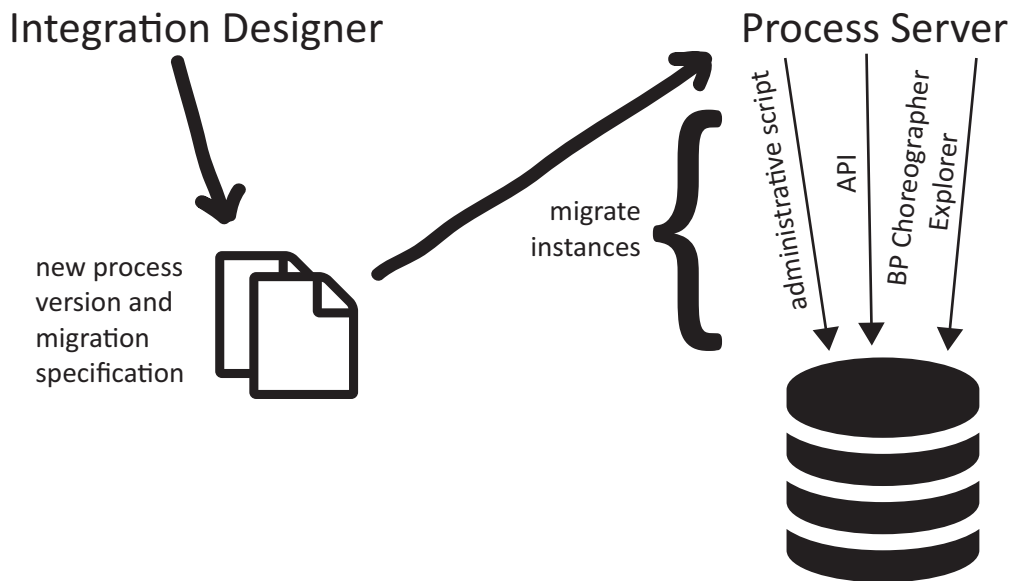 Integration Designer
Process Server
administrative script
API
BP Choreographer
Explorer
migrate
instances
new process
version and
migration
specification